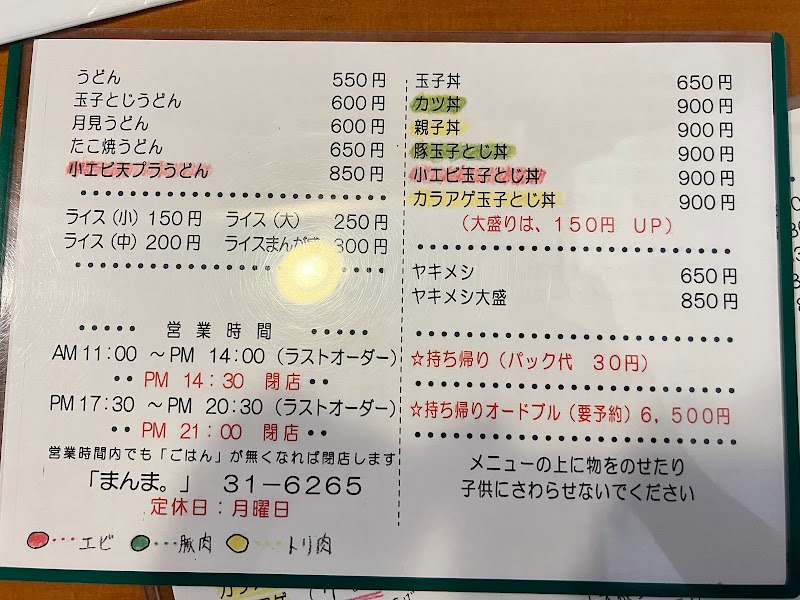 うどん 550円
玉子とじうどん 600円
月見うどん 600円
たこ焼うどん 650円
小エビ天プラうどん 850円
ライス(小) 150円 ライス(大) 250円
ライス(中) 200円 ライスまんが 300円
営業時間
AM11:00 ～PM 14:00 (ラストオーダー)
PM 14:30 閉店
PM17:30 ～PM 20:30 (ラストオーダー)
PM 21:00 閉店
営業時間内でも「ごはん」が無くなれば閉店します
「まんま。」 31-6265
定休日:月曜日
…エビ …豚肉 …トリ肉
玉子丼 650円
カツ丼 900円
親子丼 900円
豚玉子とじ丼 900円
小エビ玉子とじ丼 900円
カラアゲ玉子とじ丼 900円
(大盛りは、150円 UP)
ヤキメシ 650円
ヤキメシ大盛 850円
☆持ち帰り(パック代 30円)
☆持ち帰りオードブル(要予約)6,500円
メニューの上に物をのせたり
子供にさわらせないでください